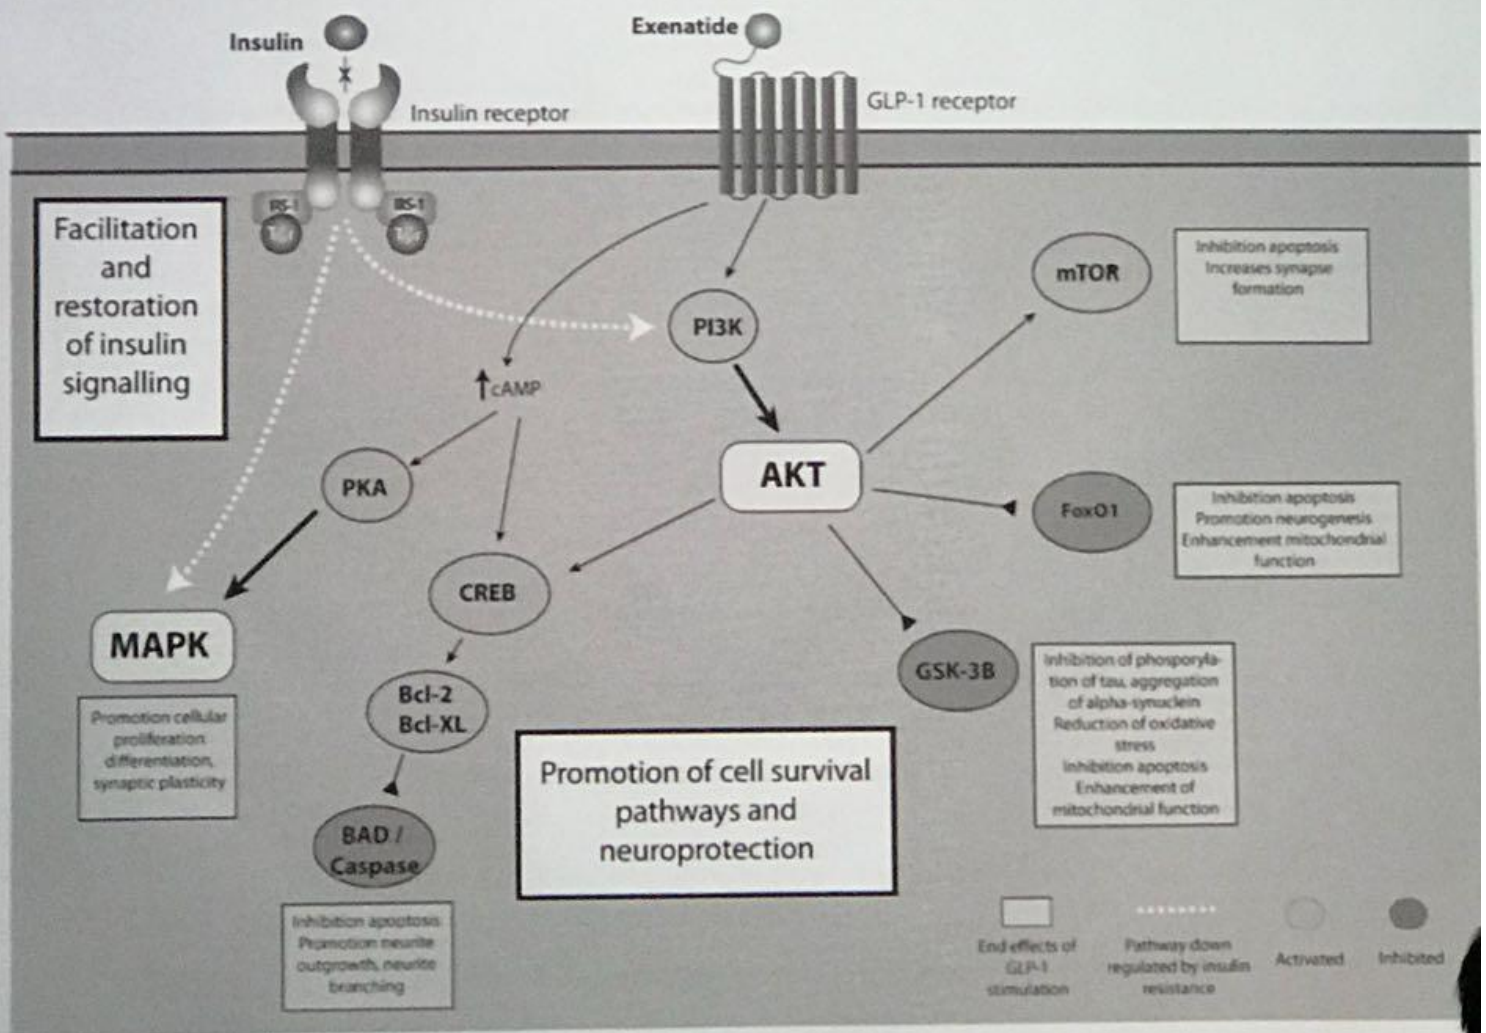 Insulin
Exenatide
Insulin receptor
GLP-1 receptor
IRS-1
IRS-1
Facilitation
and
restoration
of insulin
signalling
mTOR
Inhibition apoptosis
Increases synapse
formation
PI3K
↑cAMP
PKA
AKT
FoxO1
Inhibition apoptosis
Promotion neurogenesis
Enhancement mitochondrial
function
CREB
MAPK
Promotion cellular
proliferation
differentiation,
synaptic plasticity
Bcl-2
Bcl-XL
GSK-3B
Inhibition of phosporyla-
tion of tau, aggregation
of alpha-synuclein
Reduction of oxidative
stress
Inhibition apoptosis
Enhancement of
mitochondrial function
Promotion of cell survival
pathways and
neuroprotection
BAD /
Caspase
Inhibition apoptosis
Promotion neurite
outgrowth, neurite
branching
End effects of
GLP-1
stimulation
Pathway down
regulated by insulin
resistance
Activated
Inhibited